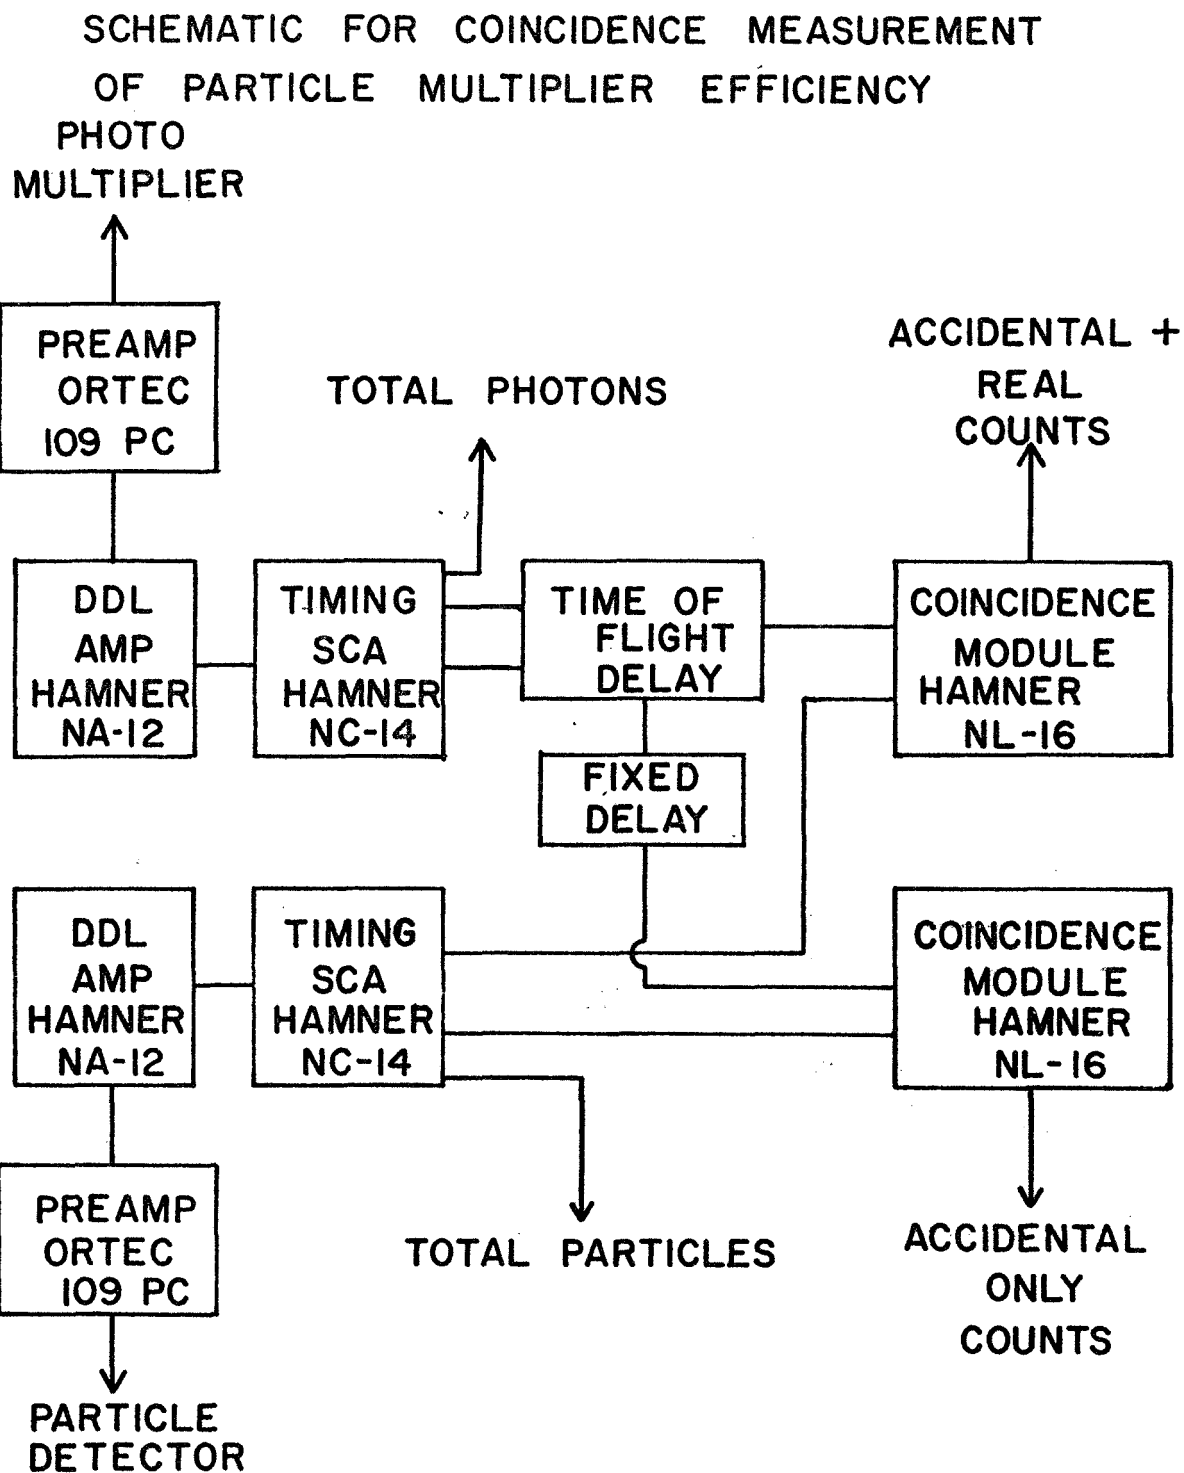 SCHEMATIC FOR COINCIDENCE MEASUREMENT
OF PARTICLE MULTIPLIER EFFICIENCY
PHOTO
MULTIPLIER
PREAMP
ORTEC
109 PC
TOTAL PHOTONS
ACCIDENTAL +
REAL
COUNTS
DDL
AMP
HAMNER
NA-12
TIMING
SCA
HAMNER
NC-14
TIME OF
FLIGHT
DELAY
COINCIDENCE
MODULE
HAMNER
NL-16
FIXED
DELAY
DDL
AMP
HAMNER
NA-12
TIMING
SCA
HAMNER
NC-14
COINCIDENCE
MODULE
HAMNER
NL-16
PREAMP
ORTEC
109 PC
TOTAL PARTICLES
ACCIDENTAL
ONLY
COUNTS
PARTICLE
DETECTOR